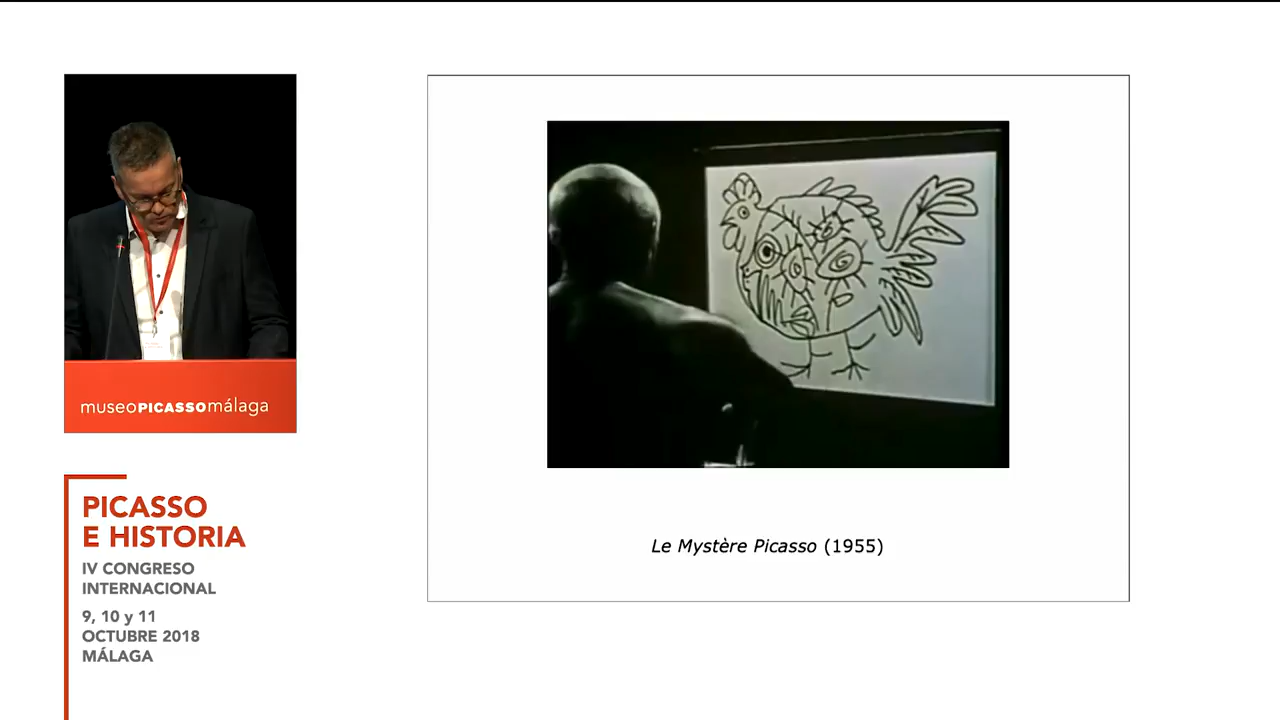 museoPICASSOmálaga
PICASSO
E HISTORIA
IV CONGRESO
INTERNACIONAL
9, 10 y 11
OCTUBRE 2018
MÁLAGA
Le Mystère Picasso (1955)